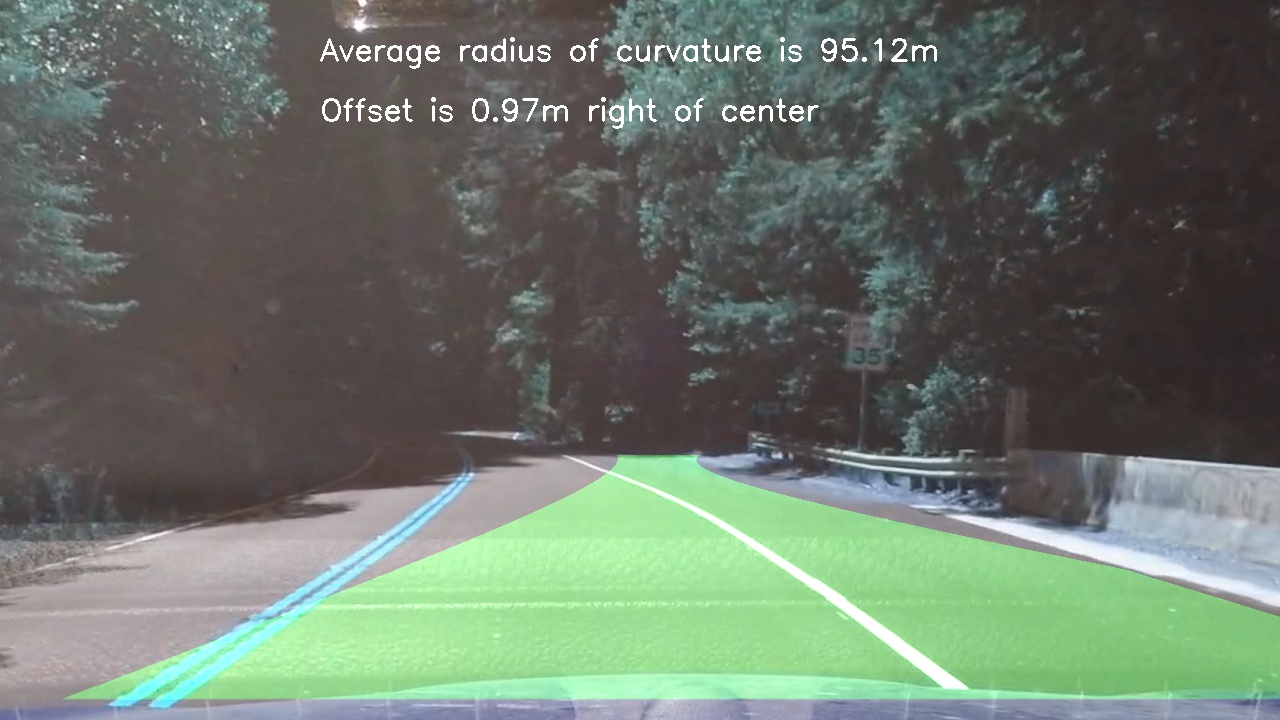 Average radius of curvature is 95.12m
Offset is 0.97m right of center
35